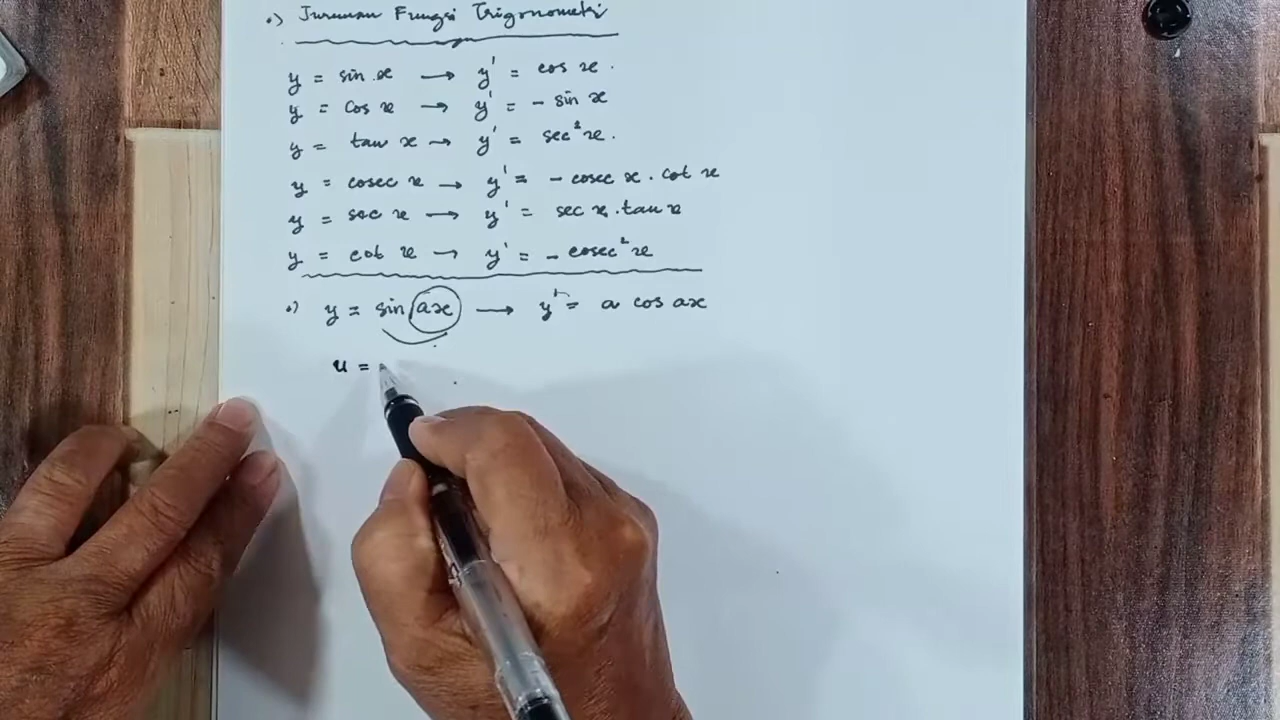 •) Turunan Fungsi Trigonometri
y = sin x → y' = cos x.
y = cos x → y' = - sin x
y = tan x → y' = sec²x.
y = cosec x → y' = - cosec x . cot x
y = sec x → y' = sec x . tan x
y = cot x → y' = - cosec²x
•) y = sin ax → y' = a cos ax
u =